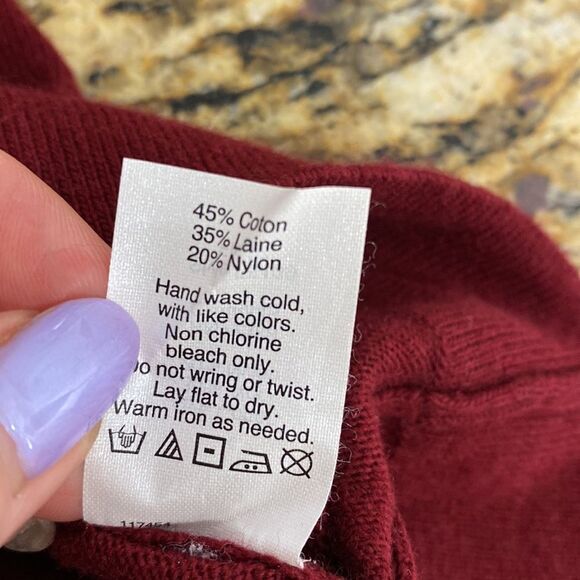 45% Coton
35% Laine
20% Nylon
Hand wash cold,
with like colors.
Non chlorine
bleach only.
not wring or twist.
Lay flat to dry.
Warm iron as needed.